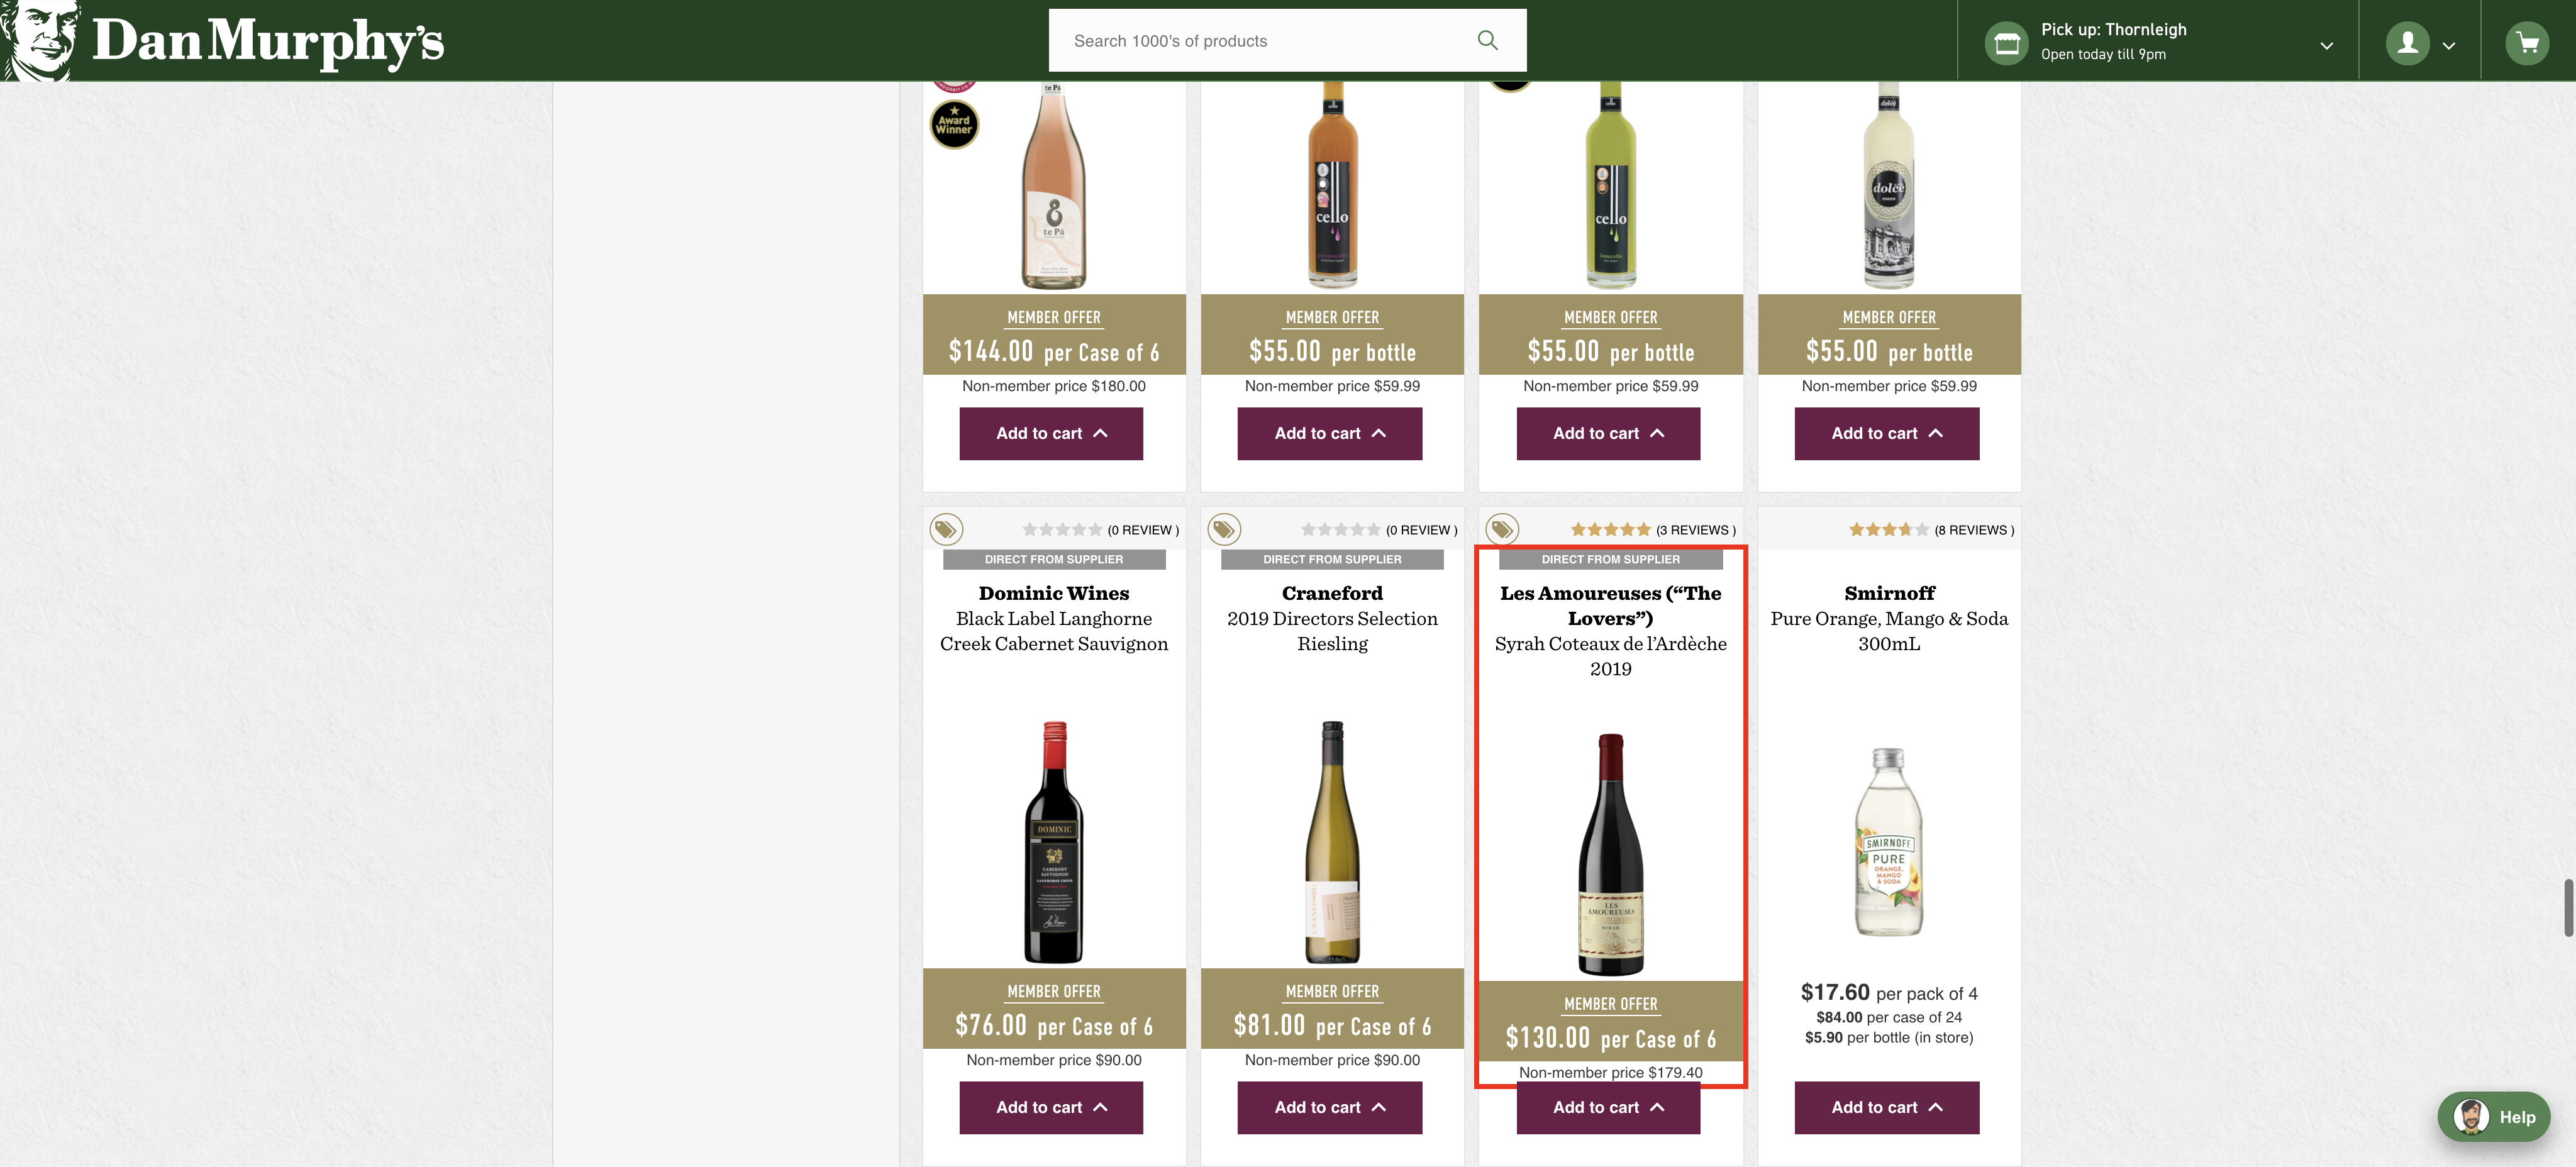 Dan Murphy's
Search 1000's of products
Pick up: Thornleigh
Open today till 9pm
te Pā
Award
Winner
8
te Pā
cello
cello
dolce
dolce
MEMBER OFFER
$144.00 per Case of 6
Non-member price $180.00
Add to cart
MEMBER OFFER
$55.00 per bottle
Non-member price $59.99
Add to cart
MEMBER OFFER
$55.00 per bottle
Non-member price $59.99
Add to cart
MEMBER OFFER
$55.00 per bottle
Non-member price $59.99
Add to cart
(0 REVIEW )
DIRECT FROM SUPPLIER
Dominic Wines
Black Label Langhorne
Creek Cabernet Sauvignon
DOMINIC
CABERNET
SAUVIGNON
LANGHORNE CREEK
MEMBER OFFER
$76.00 per Case of 6
Non-member price $90.00
Add to cart
(0 REVIEW )
DIRECT FROM SUPPLIER
Craneford
2019 Directors Selection
Riesling
CRANEFORD
MEMBER OFFER
$81.00 per Case of 6
Non-member price $90.00
Add to cart
(3 REVIEWS )
DIRECT FROM SUPPLIER
Les Amoureuses (“The
Lovers”)
Syrah Coteaux de l’Ardèche
2019
LES
AMOUREUSES
SYRAH
MEMBER OFFER
$130.00 per Case of 6
Non-member price $179.40
Add to cart
(8 REVIEWS )
Smirnoff
Pure Orange, Mango & Soda
300mL
SMIRNOFF
PURE
ORANGE,
MANGO
& SODA
$17.60 per pack of 4
$84.00 per case of 24
$5.90 per bottle (in store)
Add to cart
Help